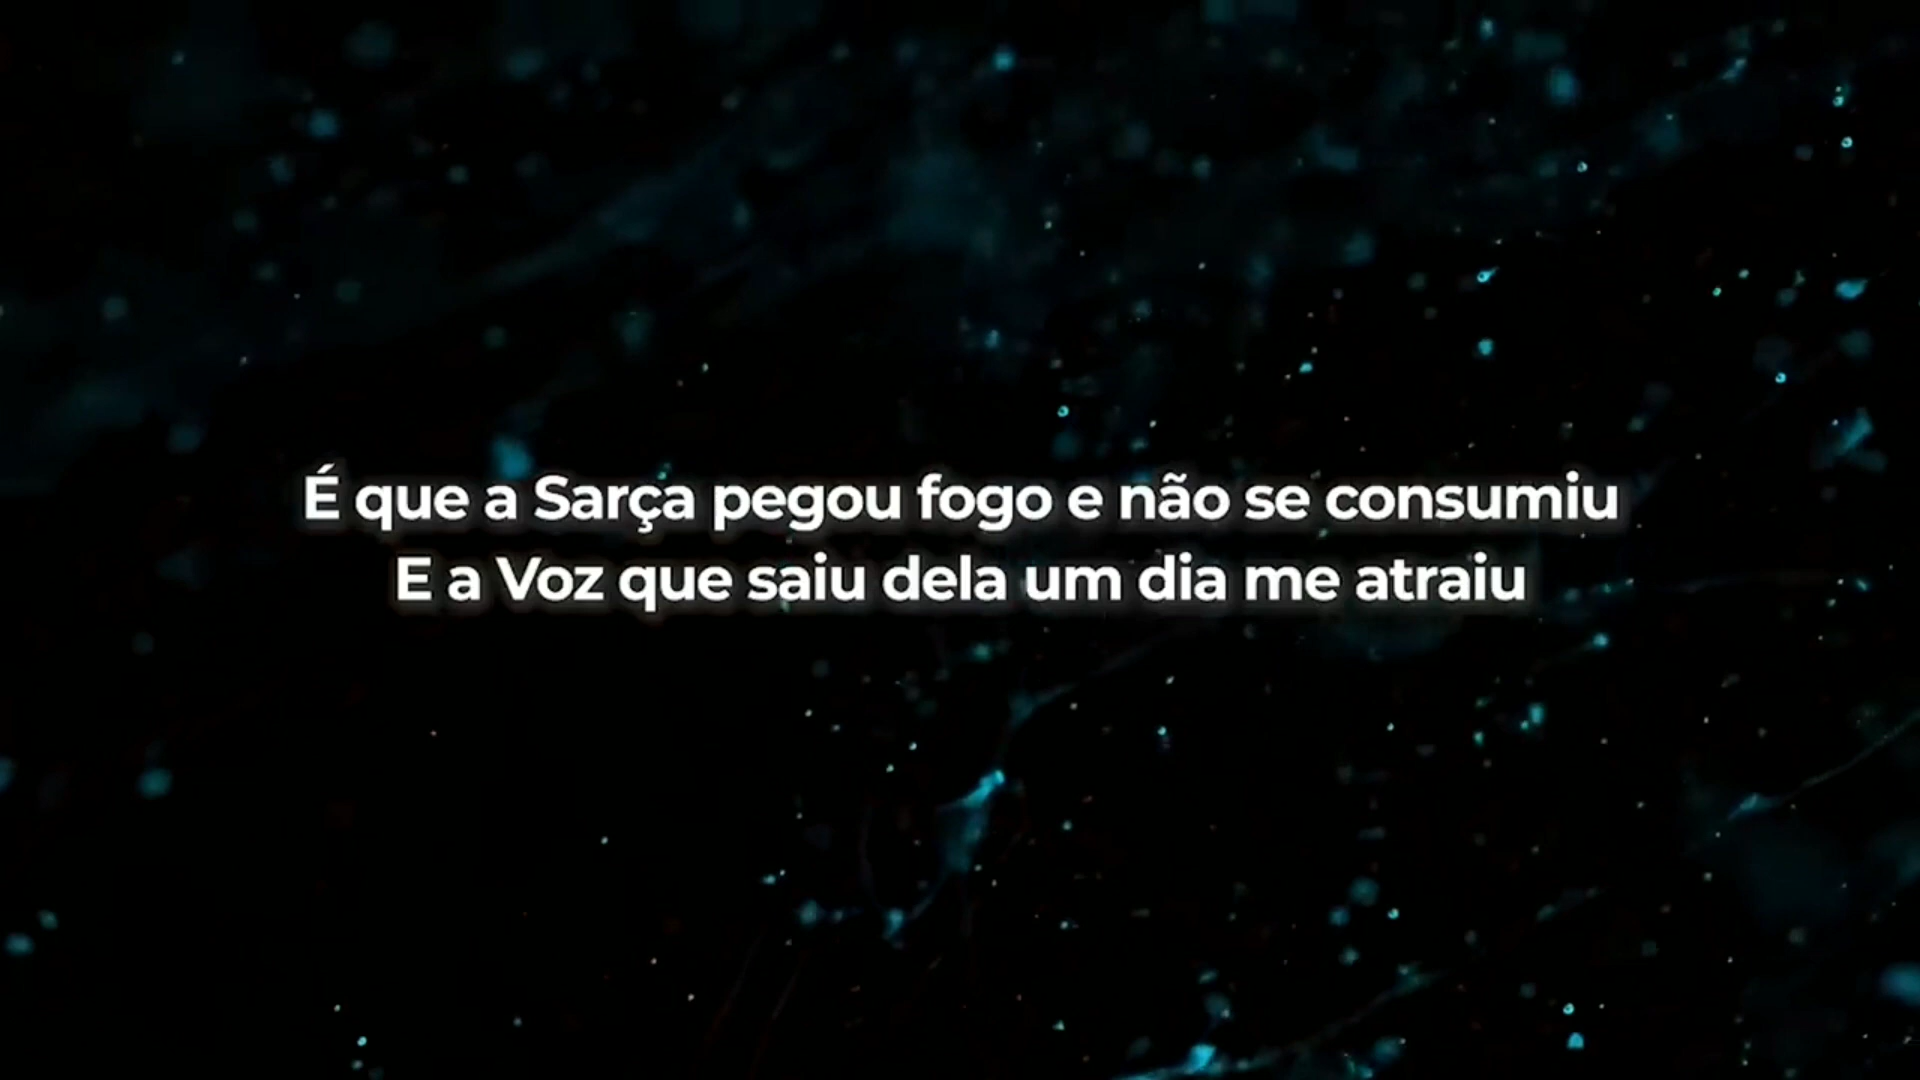 É que a Sarça pegou fogo e não se consumiu
E a Voz que saiu dela um dia me atraiu